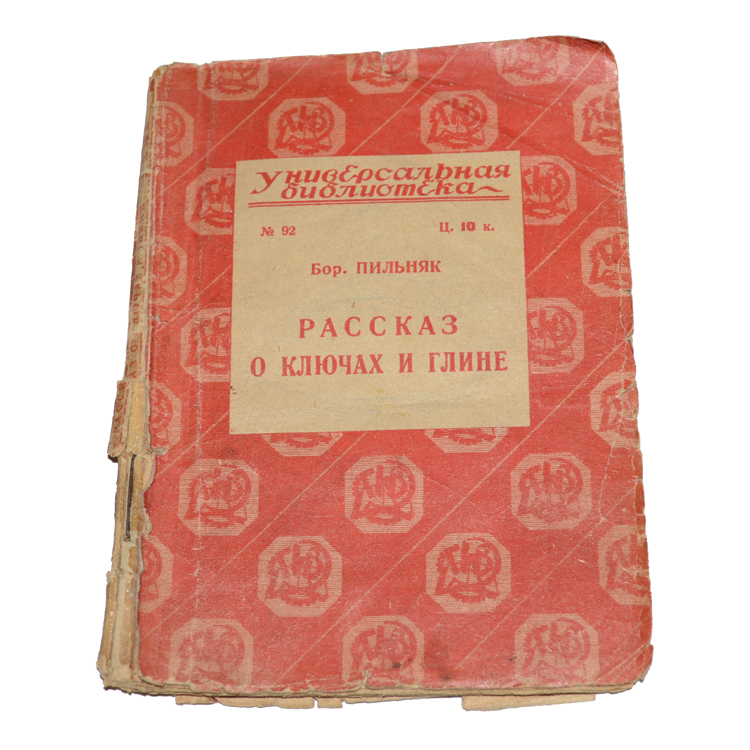 Универсальная
библиотека
№ 92 Ц. 10 к.
Бор. ПИЛЬНЯК
РАССКАЗ
О КЛЮЧАХ И ГЛИНЕ